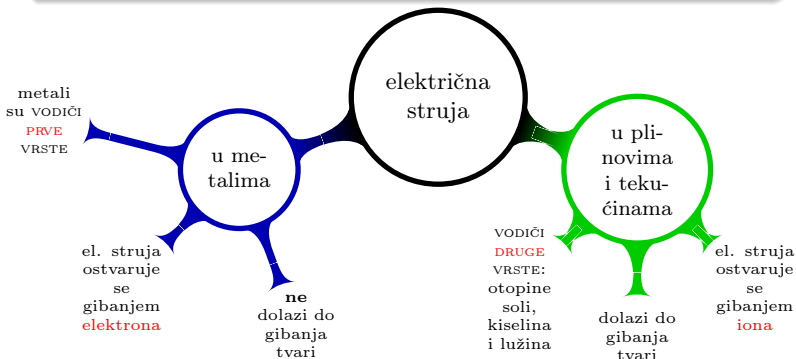 električna
struja
metali
su VODIČI
PRVE
VRSTE
u me-
talima
el. struja
ostvaruje
se
gibanjem
elektrona
ne
dolazi do
gibanja
tvari
u pli-
novima
i teku-
ćinama
VODIČI
DRUGE
VRSTE:
otopine
soli,
kiselina
i lužina
dolazi do
gibanja
tvari
el. struja
ostvaruje
se
gibanjem
iona